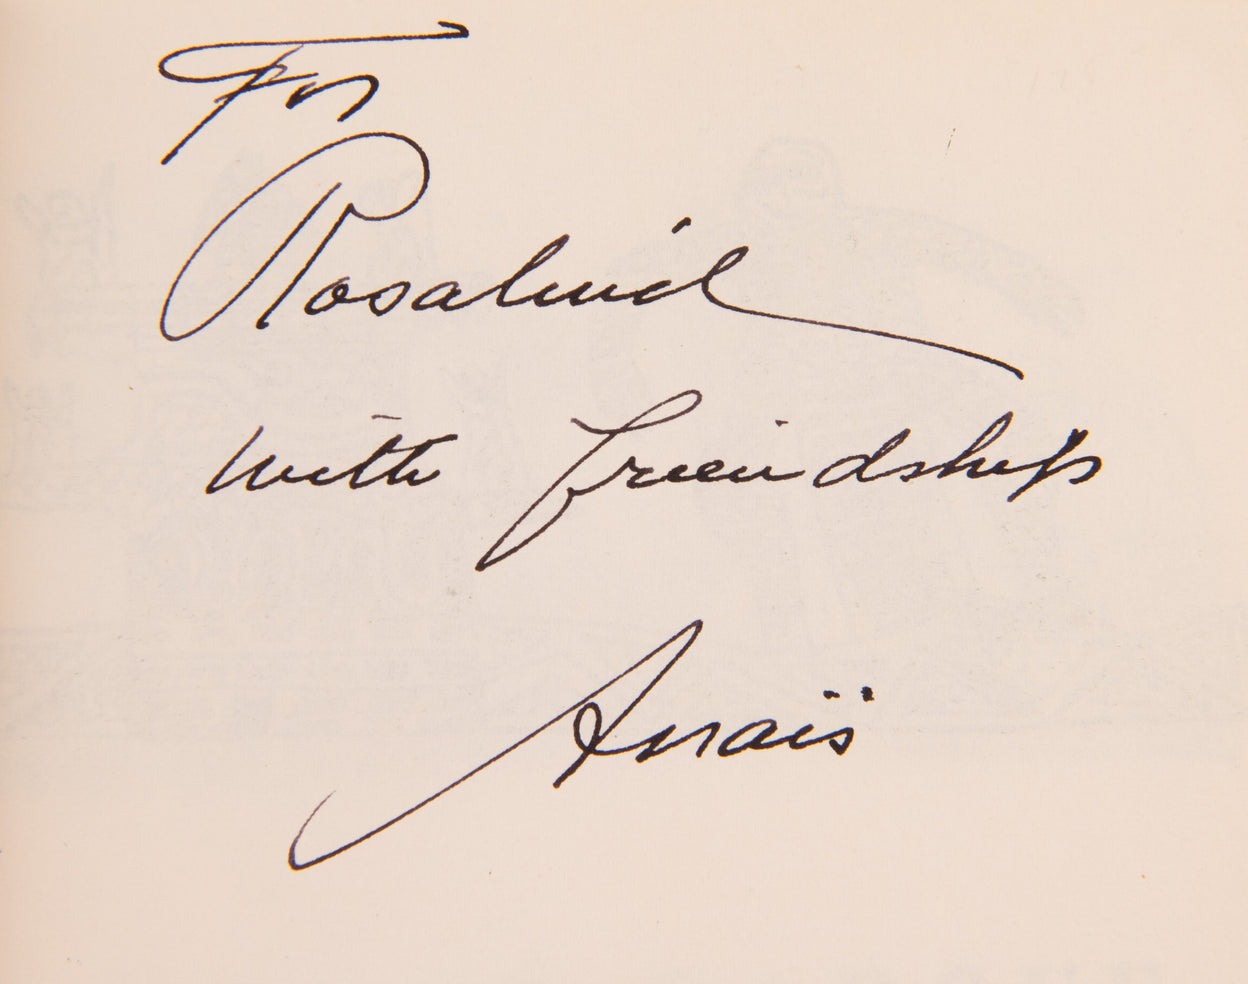 For
Rosalind
with friendship
Anaïs